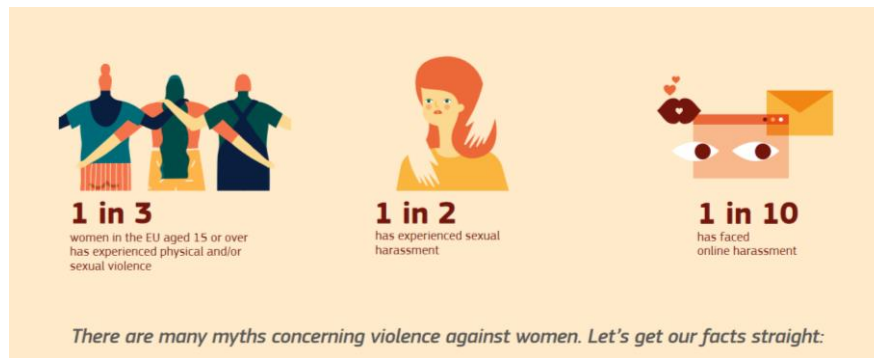 1 in 3
women in the EU aged 15 or over
has experienced physical and/or
sexual violence
1 in 2
has experienced sexual
harassment
1 in 10
has faced
online harassment
There are many myths concerning violence against women. Let's get our facts straight: